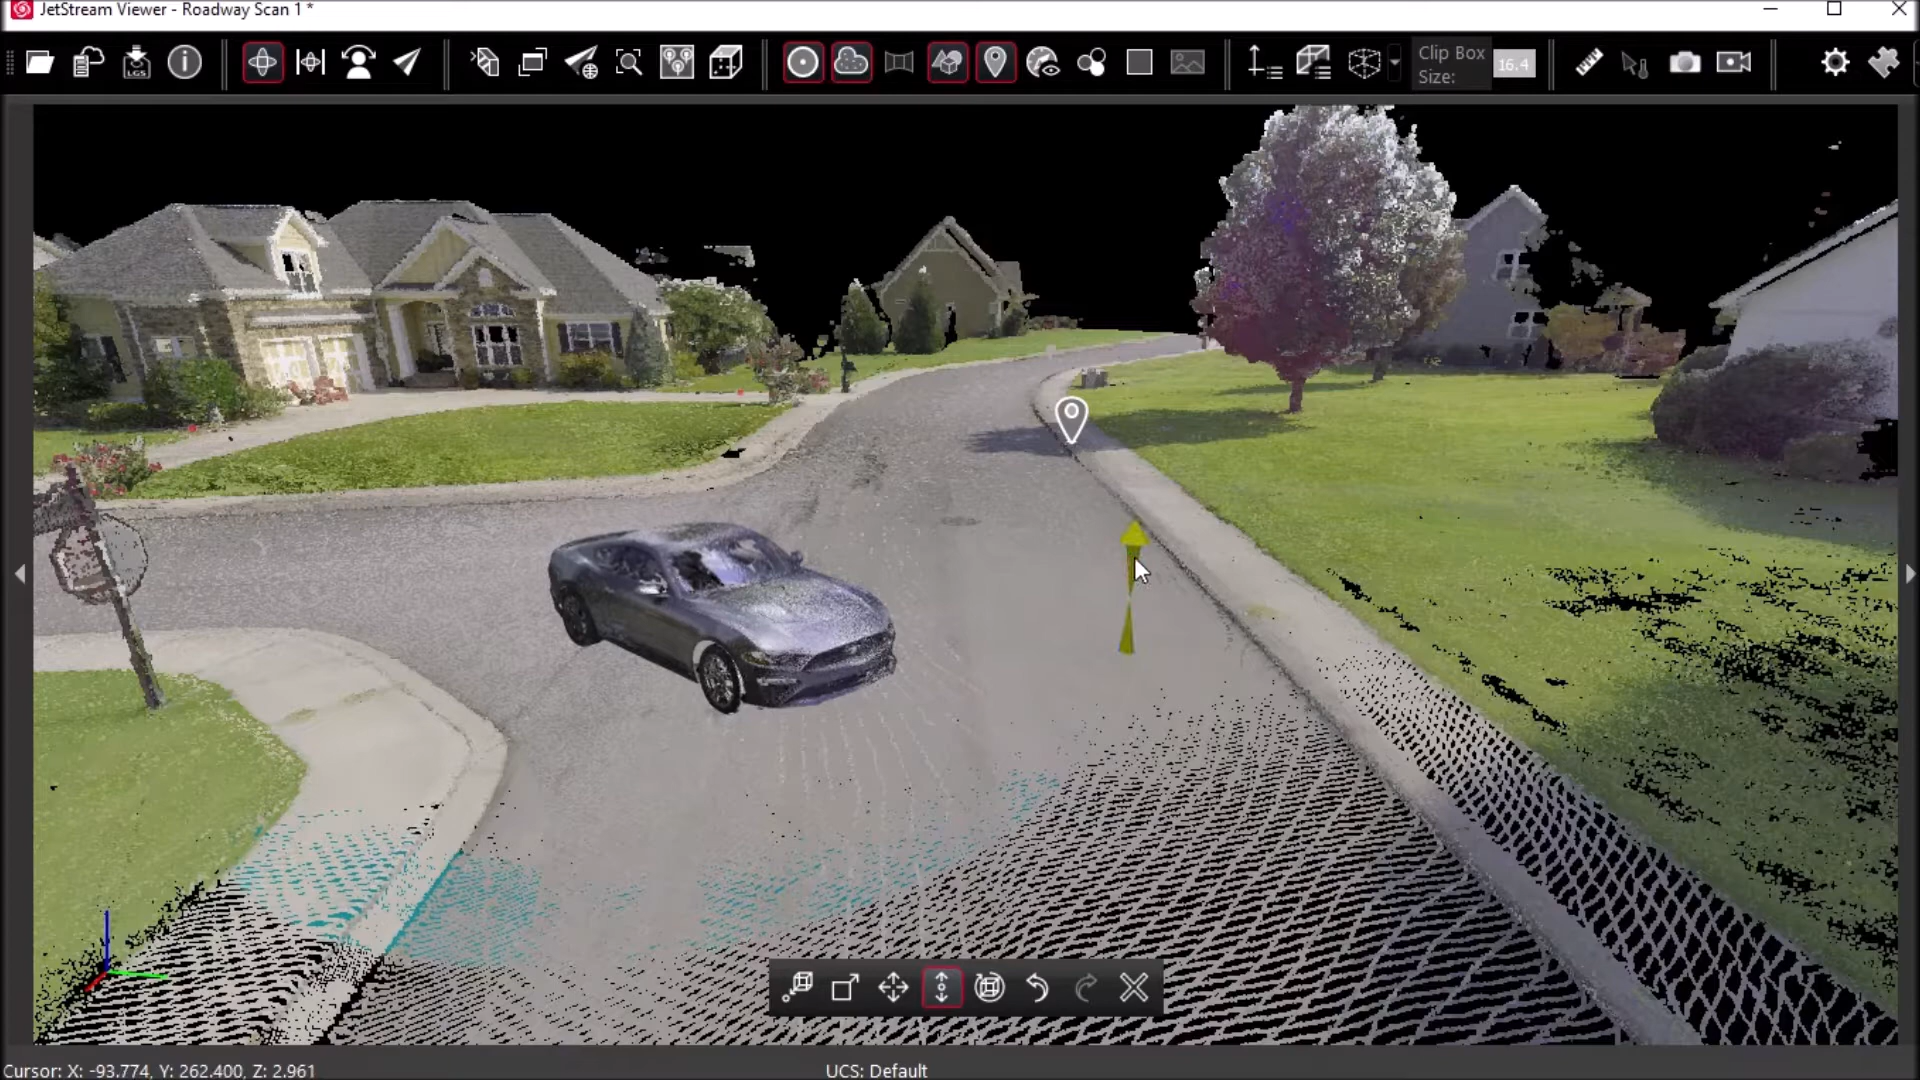 JetStream Viewer - Roadway Scan 1 *
LGS
Clip Box
Size:
16.4
Cursor: X: -93.774, Y: 262.400, Z: 2.961
UCS: Default